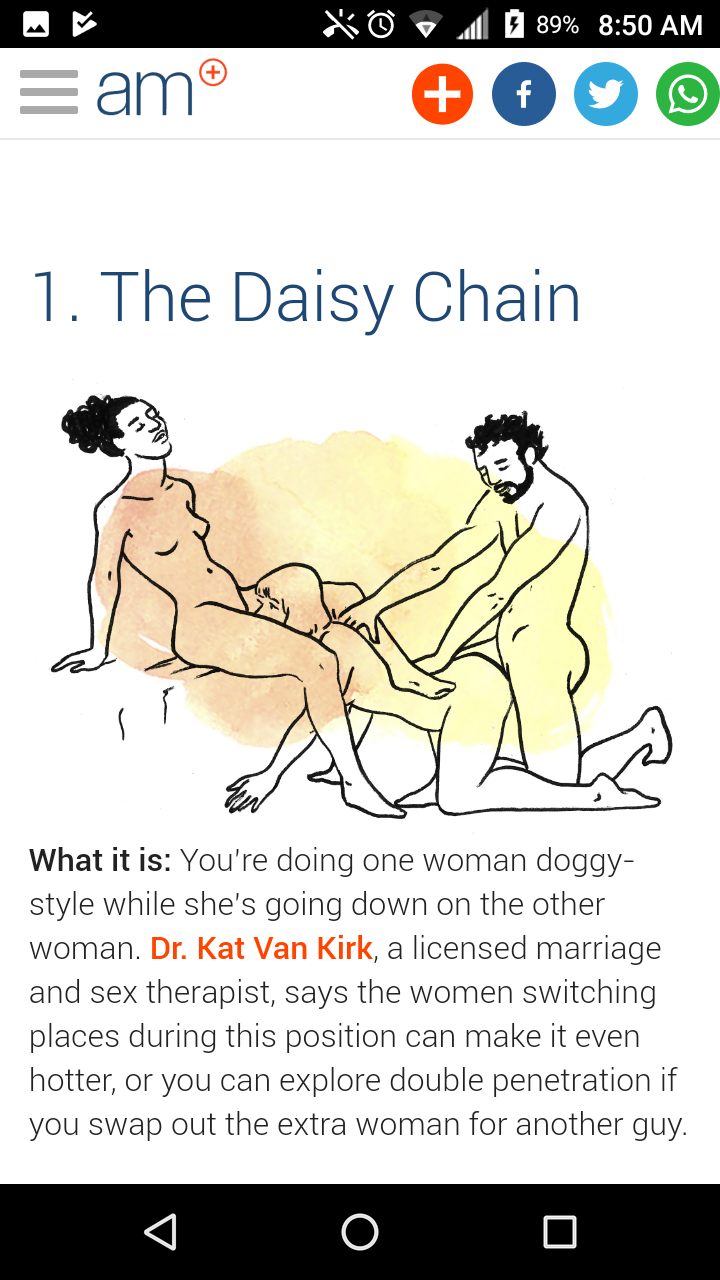 89% 8:50 AM
am
f
1. The Daisy Chain
What it is: You're doing one woman doggy-
style while she's going down on the other
woman. Dr. Kat Van Kirk, a licensed marriage
and sex therapist, says the women switching
places during this position can make it even
hotter, or you can explore double penetration if
you swap out the extra woman for another guy.